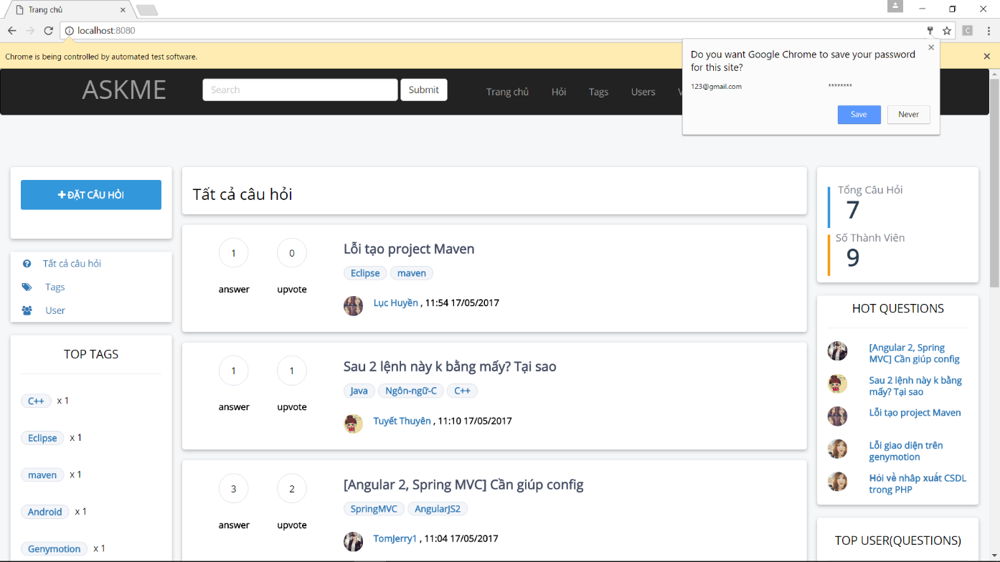 Trang chủ
localhost:8080
C
Chrome is being controlled by automated test software.
Do you want Google Chrome to save your password
for this site?
123@gmail.com ********
Save Never
ASKME
Search
Submit
Trang chủ Hỏi Tags Users
ĐẶT CÂU HỎI
Tất cả câu hỏi
Tags
User
TOP TAGS
C++ x 1
Eclipse x 1
maven x 1
Android x 1
Genymotion x 1
Tất cả câu hỏi
1 0
answer upvote
Lỗi tạo project Maven
Eclipse maven
Lục Huyền , 11:54 17/05/2017
1 1
answer upvote
Sau 2 lệnh này k bằng mấy? Tại sao
Java Ngôn-ngữ-C C++
Tuyết Thuyên , 11:10 17/05/2017
3 2
answer upvote
[Angular 2, Spring MVC] Cần giúp config
SpringMVC AngularJS2
TomJerry1 , 11:04 17/05/2017
Tổng Câu Hỏi
7
Số Thành Viên
9
HOT QUESTIONS
[Angular 2, Spring
MVC] Cần giúp config
Sau 2 lệnh này k bằng
mấy? Tại sao
Lỗi tạo project Maven
Lỗi giao diện trên
genymotion
Hỏi về nhập xuất CSDL
trong PHP
TOP USER(QUESTIONS)